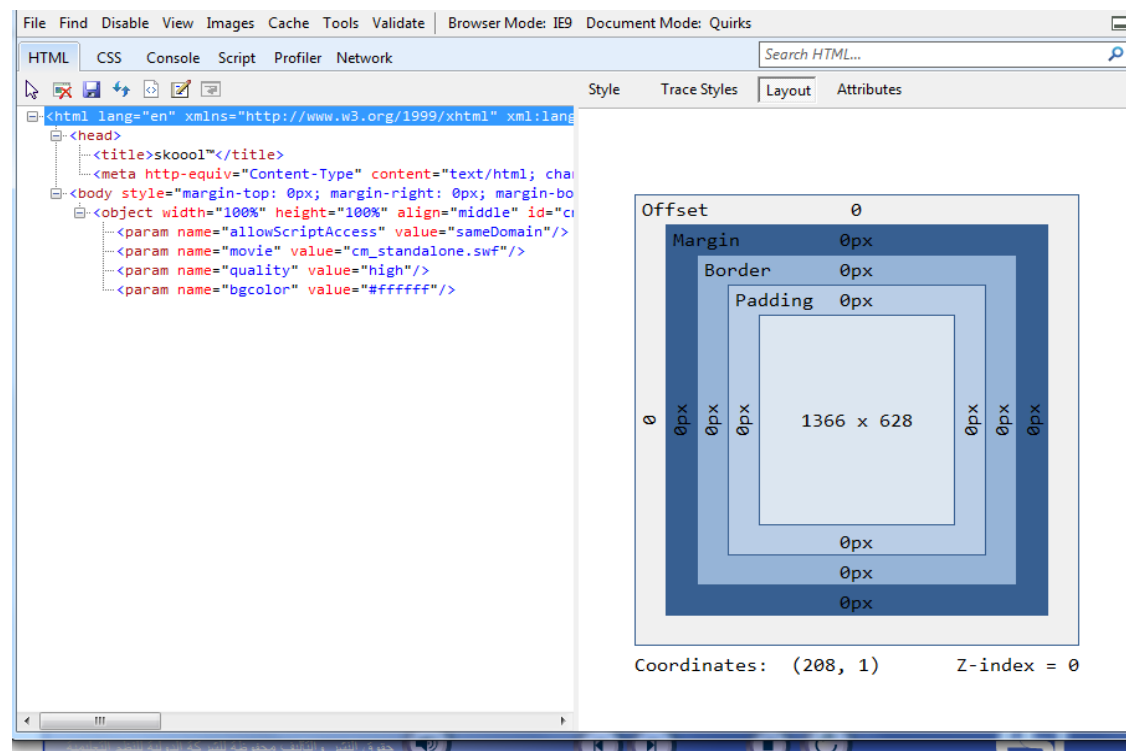 File Find Disable View Images Cache Tools Validate Browser Mode: IE9 Document Mode: Quirks
HTML CSS Console Script Profiler Network Search HTML...
Style Trace Styles Layout Attributes
<html lang="en" xmlns="http://www.w3.org/1999/xhtml" xml:lang
<head>
<title>skoool™</title>
<meta http-equiv="Content-Type" content="text/html; cha
<body style="margin-top: 0px; margin-right: 0px; margin-bo
<object width="100%" height="100%" align="middle" id="c
<param name="allowScriptAccess" value="sameDomain"/>
<param name="movie" value="cm_standalone.swf"/>
<param name="quality" value="high"/>
<param name="bgcolor" value="#ffffff"/>
Offset 0
Margin 0px
Border 0px
Padding 0px
0 0px 0px 0px 1366 x 628 0px 0px 0px
0px
0px
0px
Coordinates: (208, 1) Z-index = 0